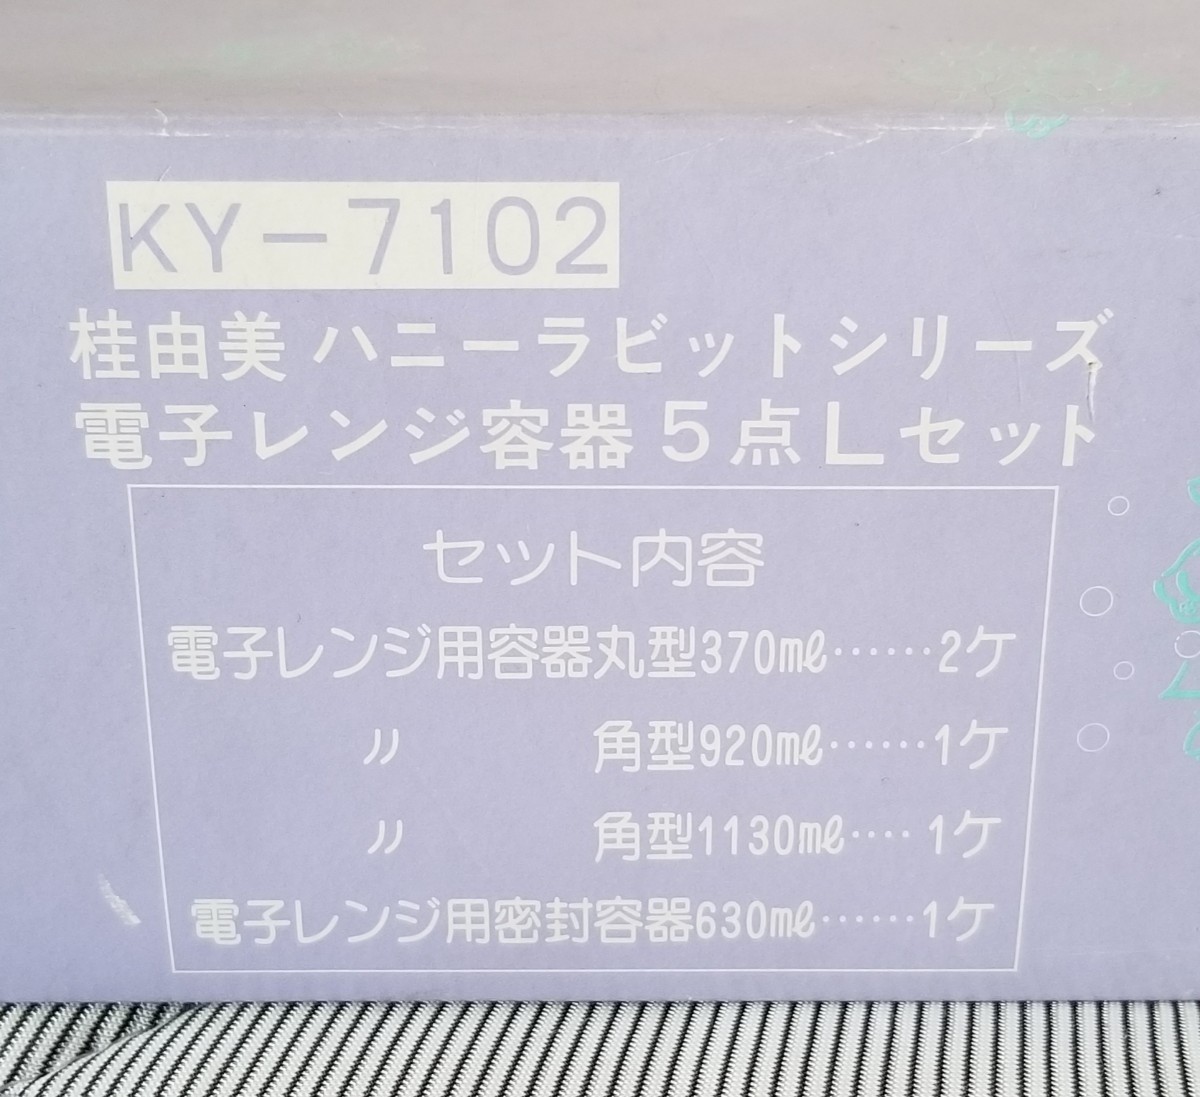 KY-7102
桂由美 ハニーラビットシリーズ
電子レンジ容器5点Lセット
セット内容
電子レンジ用容器丸型370mℓ……2ケ
〃 角型920mℓ……1ケ
〃 角型1130mℓ‥‥1ケ
電子レンジ用密封容器630mℓ……1ケ